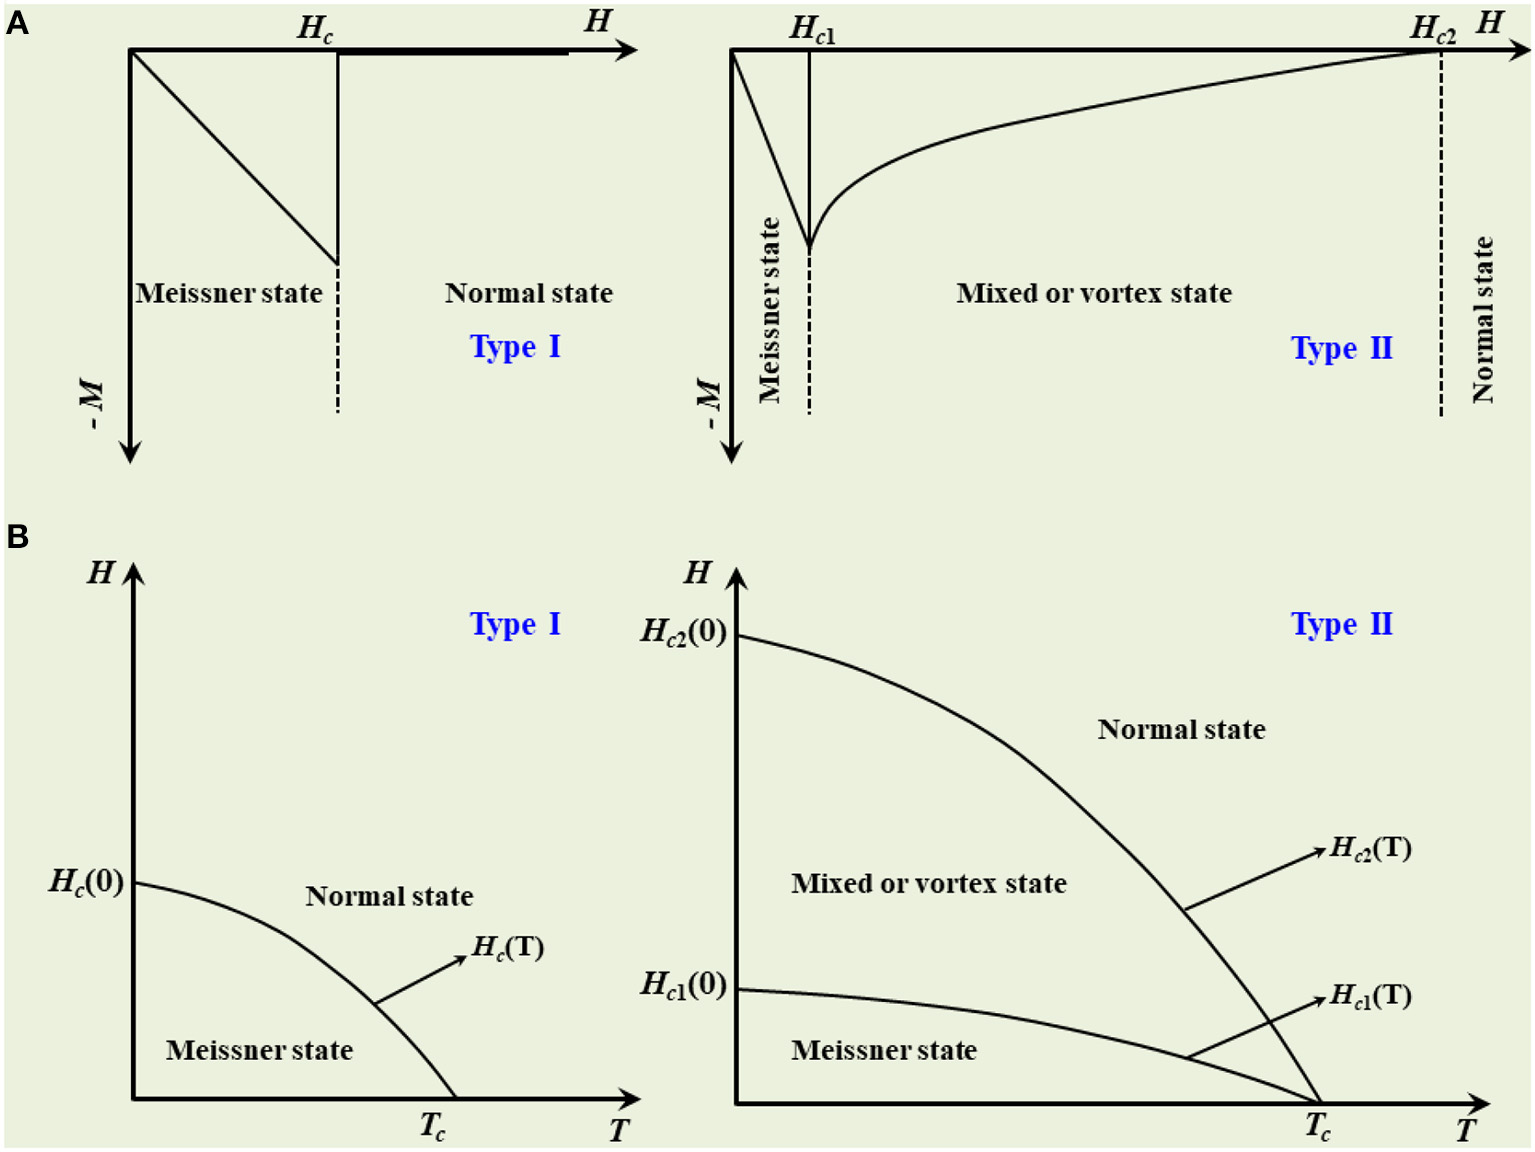 A
Hc
H
Hc1
Hc2
H
Meissner state
Normal state
Type I
- M
Meissner state
Mixed or vortex state
Type II
Normal state
- M
B
H
Type I
Hc(0)
Normal state
Hc(T)
Meissner state
Tc
T
H
Type II
Hc2(0)
Normal state
Hc2(T)
Mixed or vortex state
Hc1(0)
Hc1(T)
Meissner state
Tc
T